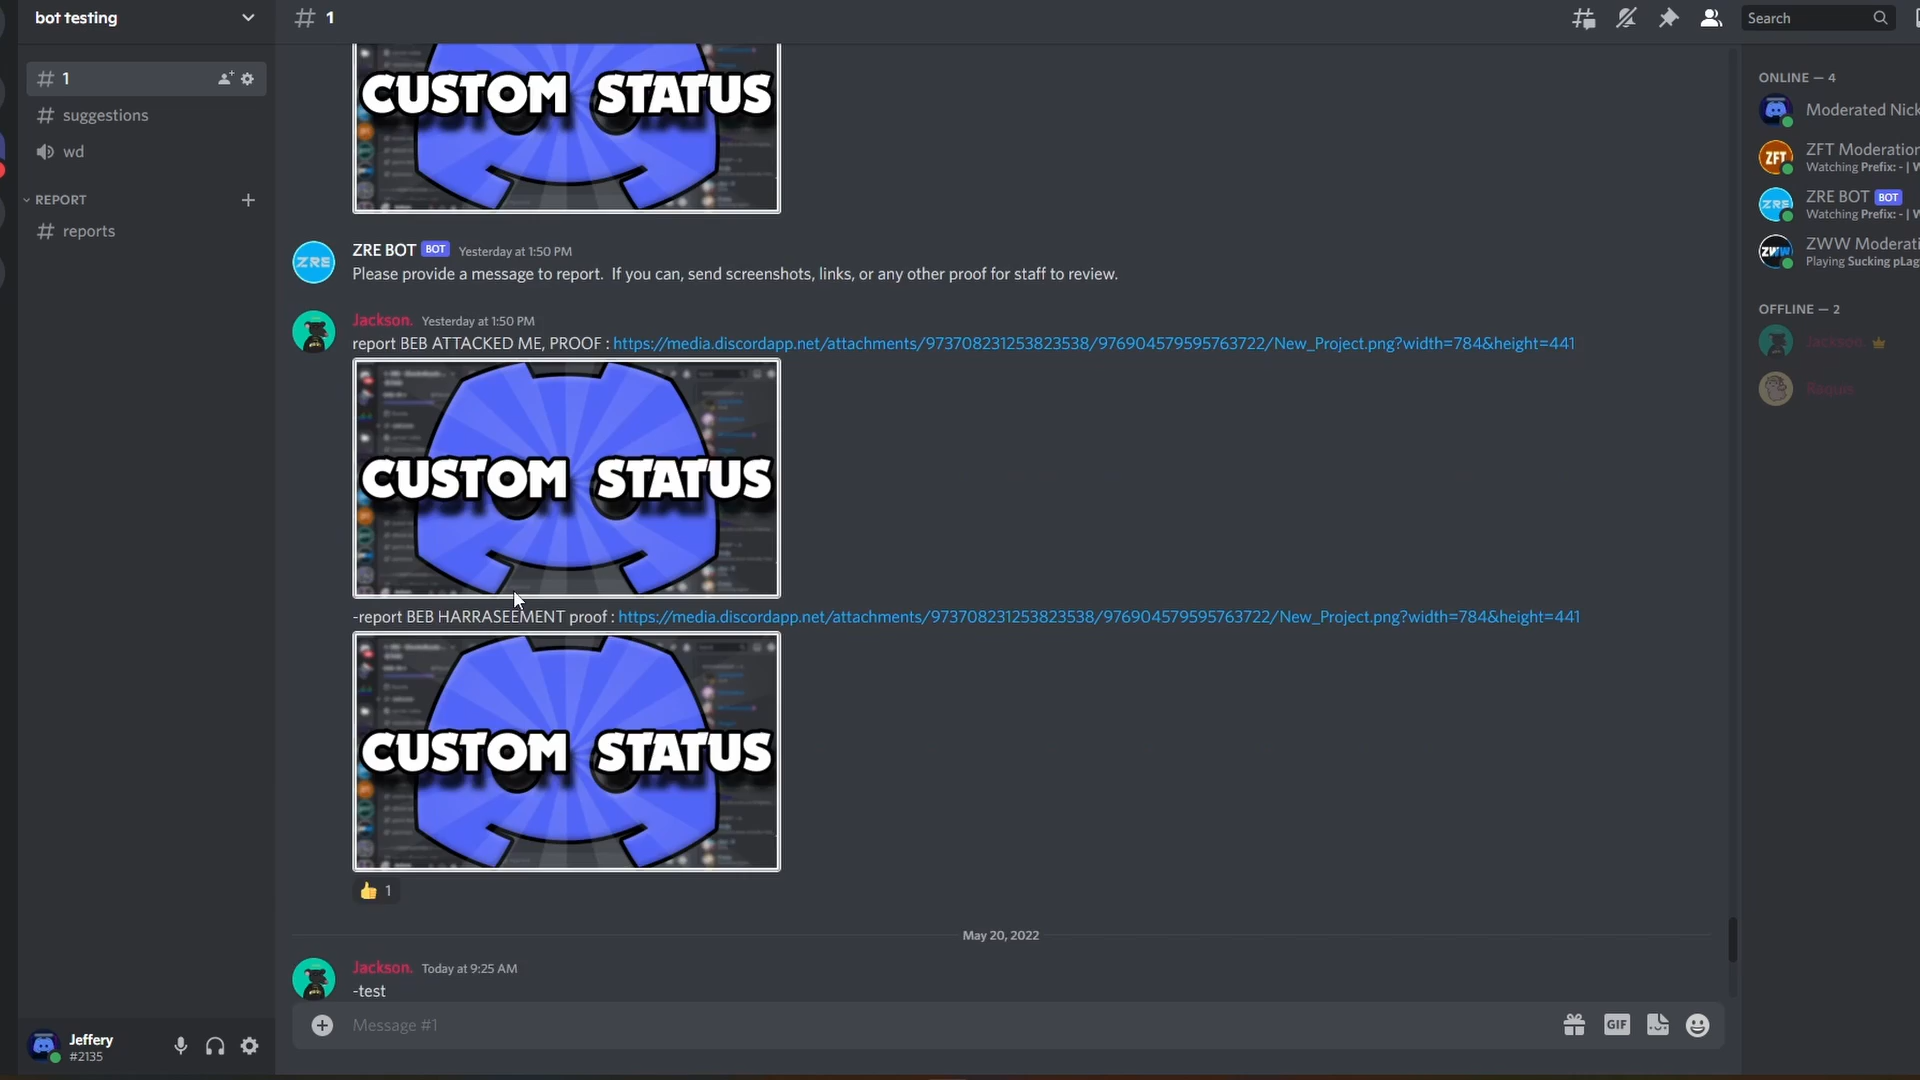 bot testing
# 1
Search
# 1
# suggestions
wd
REPORT
# reports
CUSTOM STATUS
ZRE BOT BOT Yesterday at 1:50 PM
Please provide a message to report. If you can, send screenshots, links, or any other proof for staff to review.
Jackson. Yesterday at 1:50 PM
report BEB ATTACKED ME, PROOF : https://media.discordapp.net/attachments/973708231253823538/976904579595763722/New_Project.png?width=784&height=441
CUSTOM STATUS
-report BEB HARRASEEMENT proof : https://media.discordapp.net/attachments/973708231253823538/976904579595763722/New_Project.png?width=784&height=441
CUSTOM STATUS
1
May 20, 2022
Jackson. Today at 9:25 AM
-test
Message #1
GIF
Jeffery
#2135
ONLINE — 4
Moderated Nick
ZFT
ZFT Moderation
Watching Prefix: - | W
ZRE
ZRE BOT BOT
Watching Prefix: - | W
ZWW
ZWW Moderati
Playing Sucking pLag
OFFLINE — 2
Jackson.
ZRE